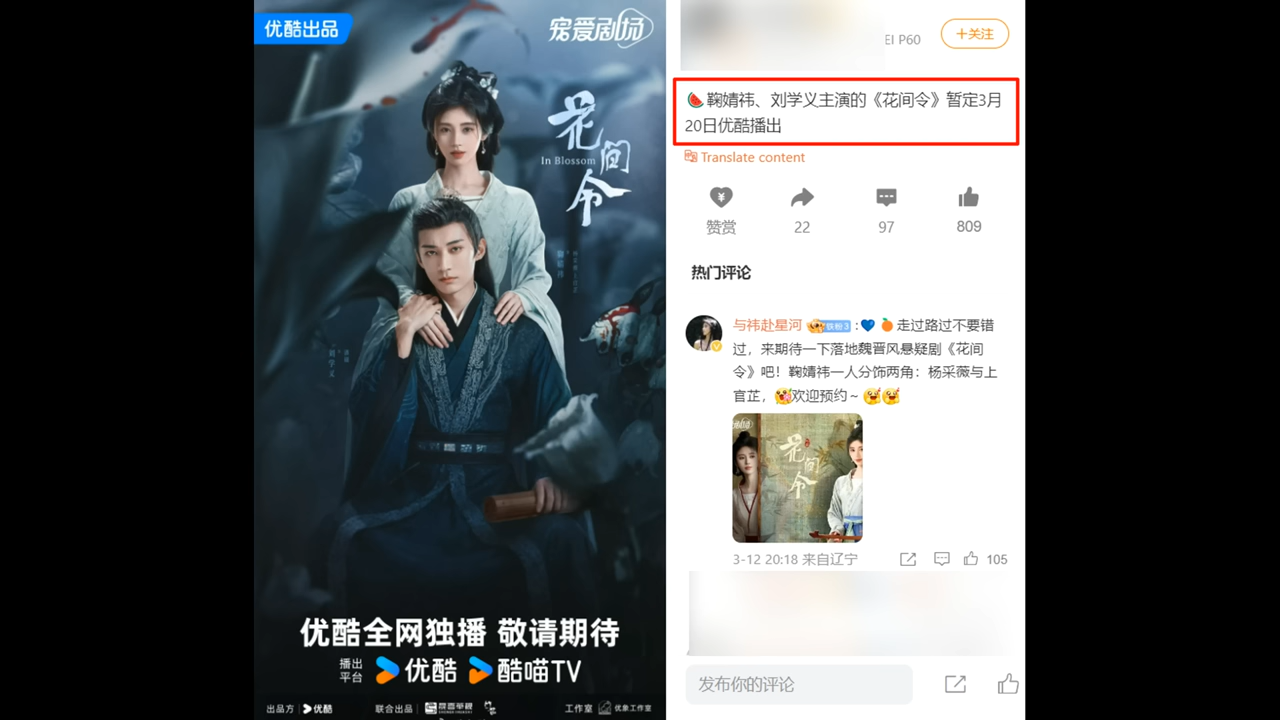 优酷出品
宠爱剧场
花间令
In Blossom
优酷全网独播 敬请期待
播出平台
优酷
酷喵TV
出品方
优酷
联合出品
工作室
EI P60
+关注
🍉鞠婧祎、刘学义主演的《花间令》暂定3月
20日优酷播出
Translate content
赞赏
22
97
809
热门评论
与祎赴星河 铁粉3 :💙🍊走过路过不要错
过，来期待一下落地魏晋风悬疑剧《花间
令》吧！鞠婧祎一人分饰两角：杨采薇与上
官芷，🥰欢迎预约~
花间令
3-12 20:18 来自辽宁
105
发布你的评论